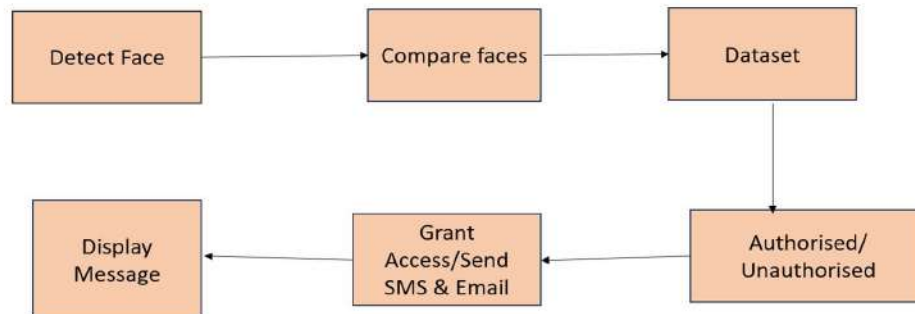 Detect Face
Compare faces
Dataset
Authorised/
Unauthorised
Grant
Access/Send
SMS & Email
Display
Message